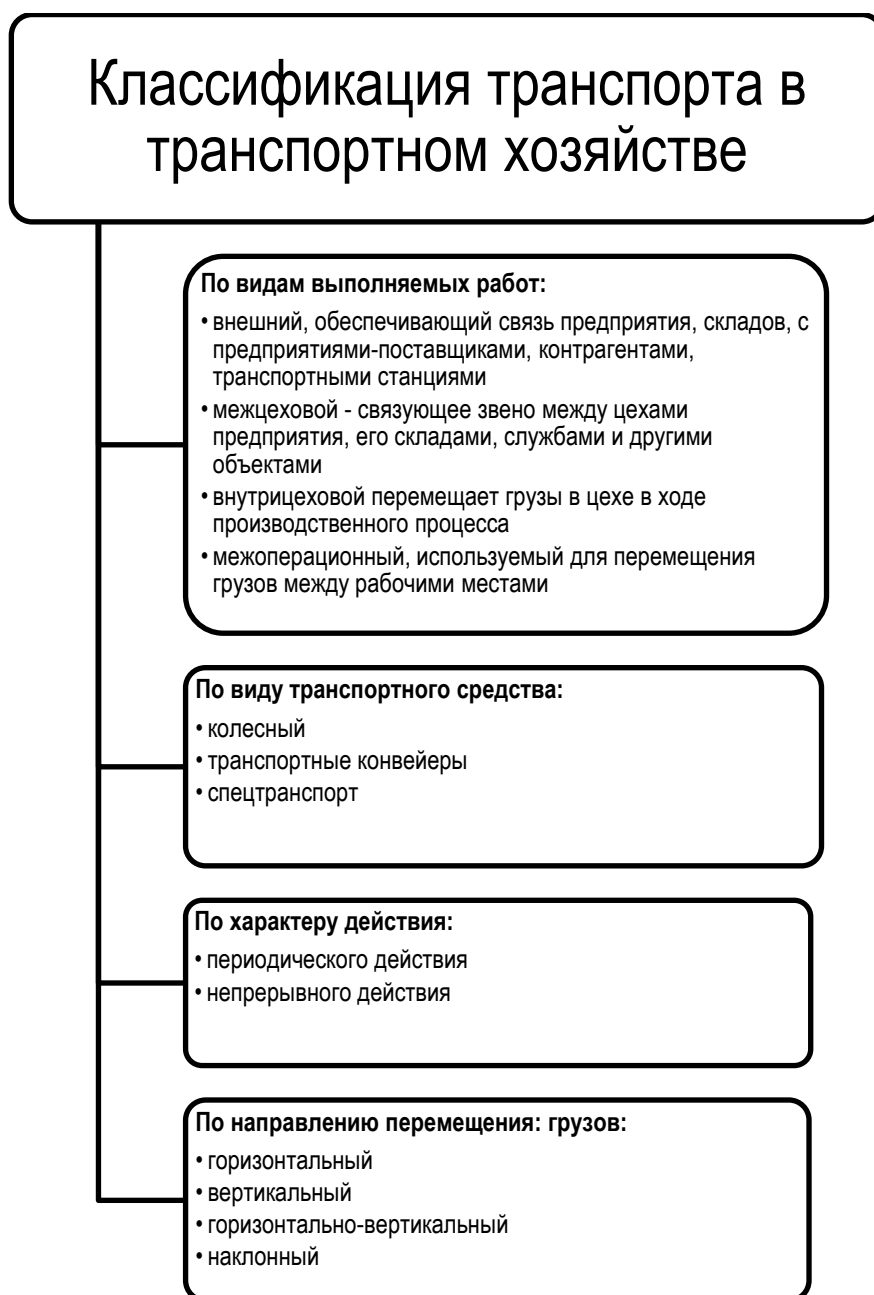 Классификация транспорта в
транспортном хозяйстве
По видам выполняемых работ:
• внешний, обеспечивающий связь предприятия, складов, с
предприятиями-поставщиками, контрагентами,
транспортными станциями
• межцеховой - связующее звено между цехами
предприятия, его складами, службами и другими
объектами
• внутрицеховой перемещает грузы в цехе в ходе
производственного процесса
• межоперационный, используемый для перемещения
грузов между рабочими местами
По виду транспортного средства:
• колесный
• транспортные конвейеры
• спецтранспорт
По характеру действия:
• периодического действия
• непрерывного действия
По направлению перемещения: грузов:
• горизонтальный
• вертикальный
• горизонтально-вертикальный
• наклонный